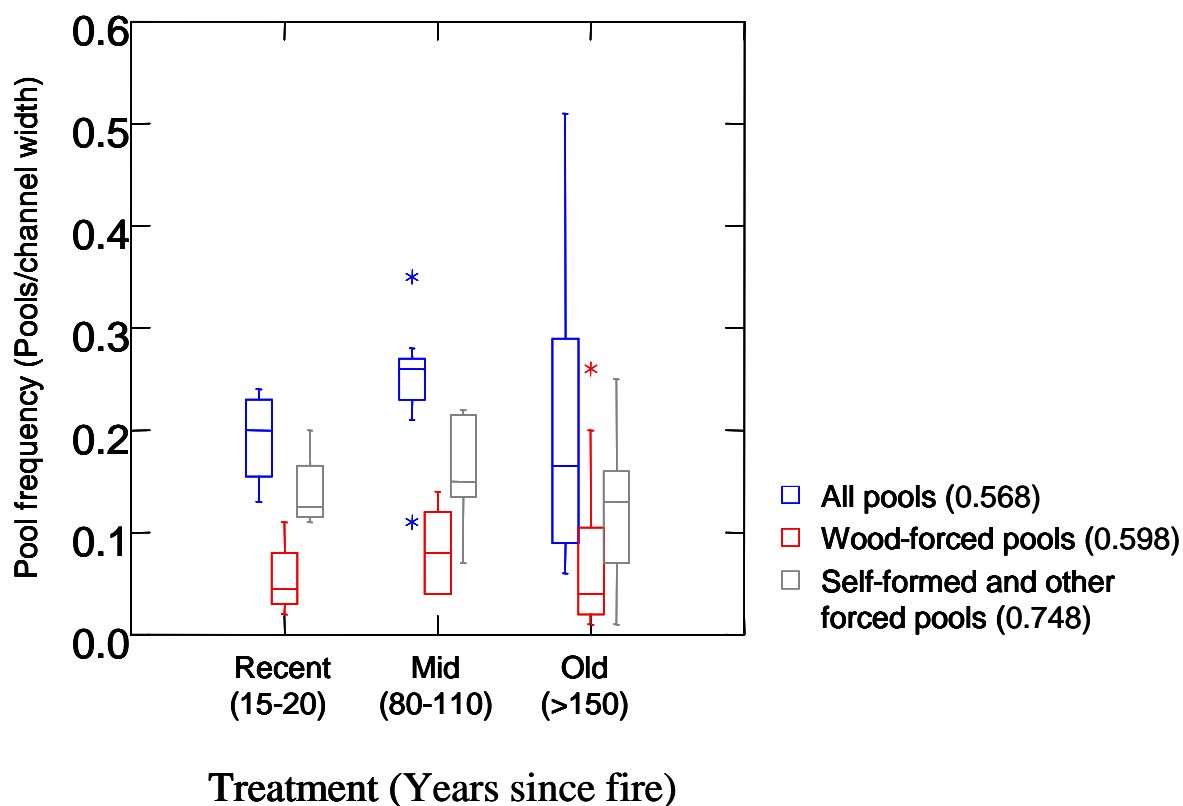 Pool frequency (Pools/channel width)
0.6
0.5
0.4
0.3
0.2
0.1
0.0
Recent
(15-20)
Mid
(80-110)
Old
(>150)
Treatment (Years since fire)
All pools (0.568)
Wood-forced pools (0.598)
Self-formed and other
forced pools (0.748)